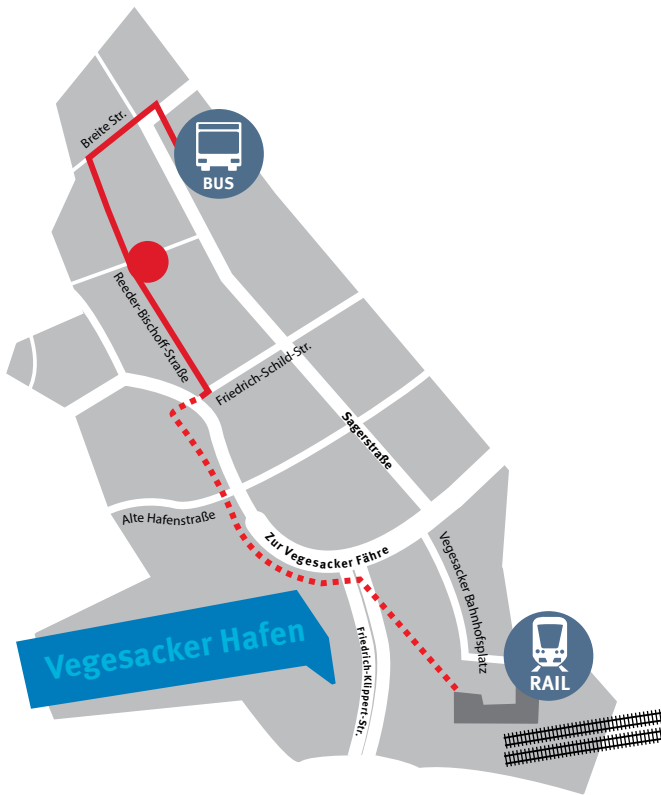 Breite Str.
BUS
Reeder-Bischoff-Straße
Friedrich-Schild-Str.
Sagerstraße
Alte Hafenstraße
Zur Vegesacker Fähre
Vegesacker Bahnhofsplatz
Vegesacker Hafen
Friedrich-Klippert-Str.
RAIL